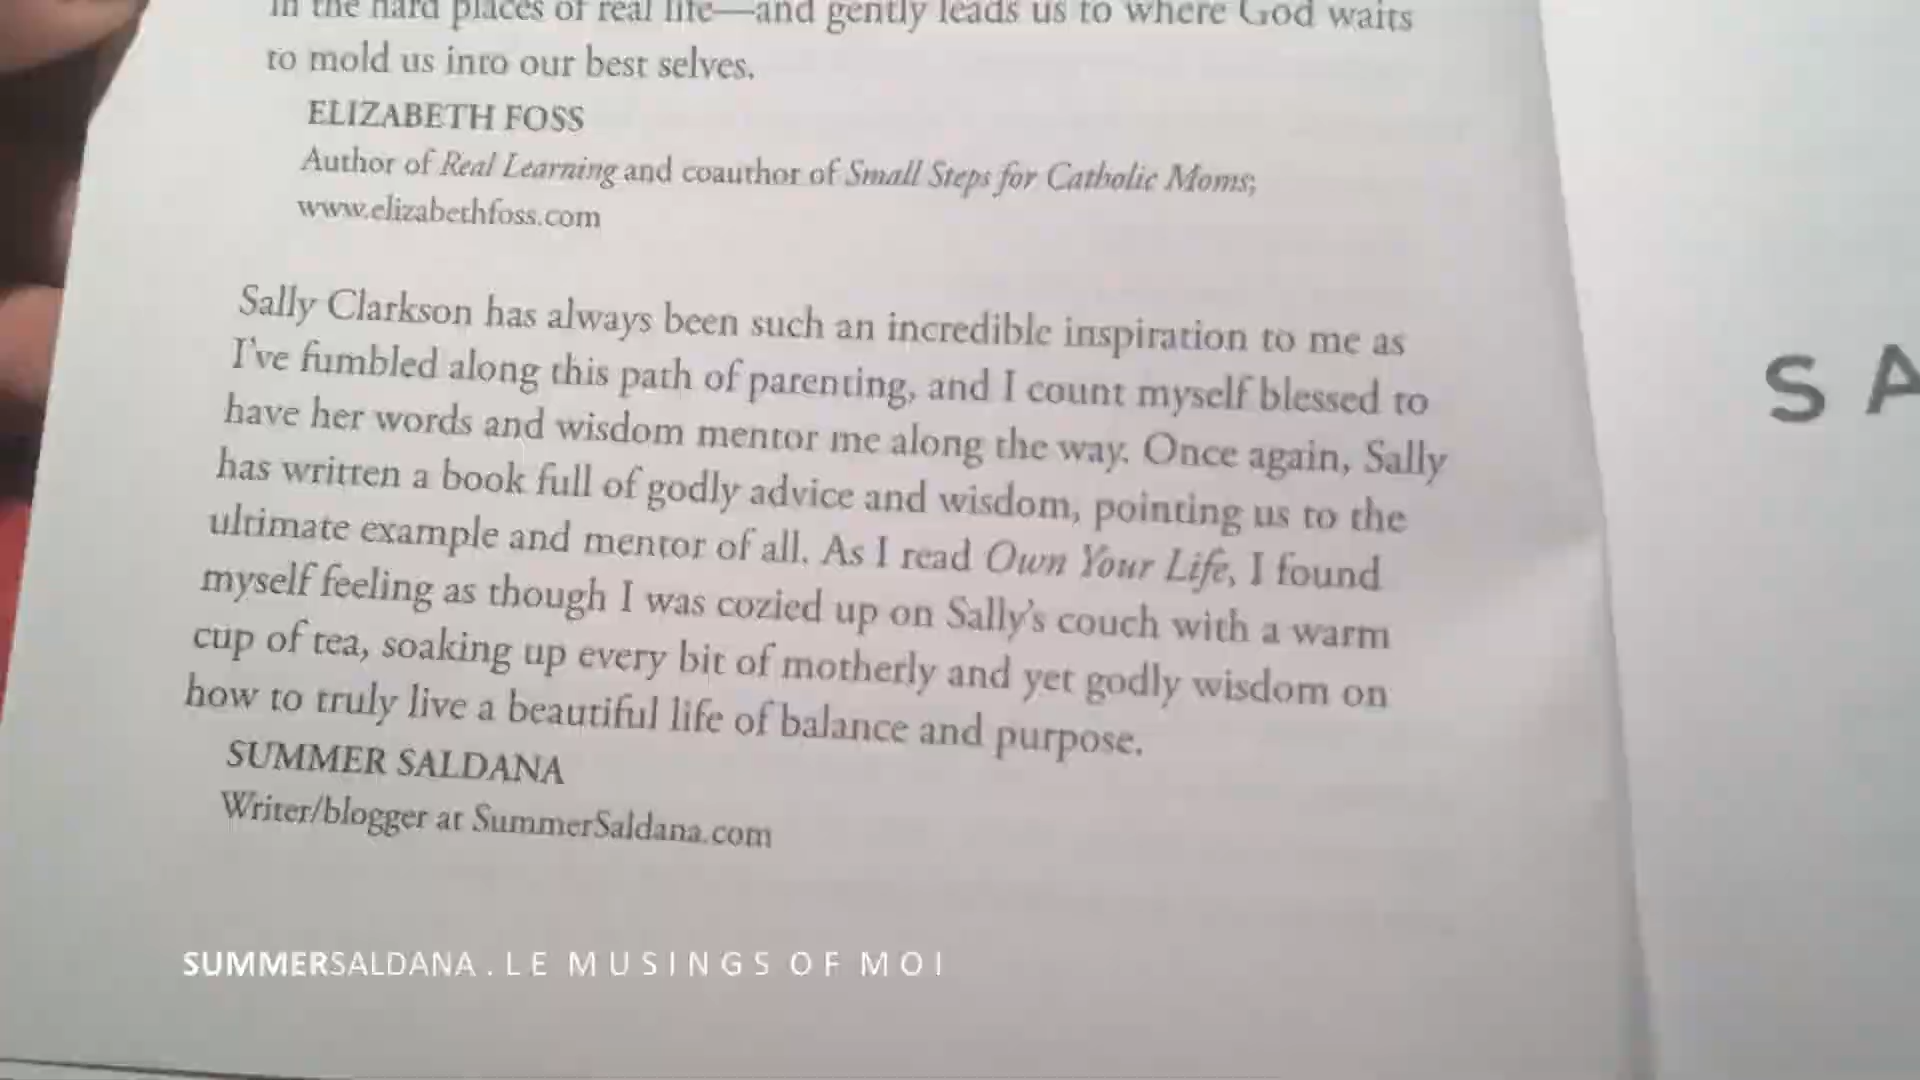 in the hard places of real life—and gently leads us to where God waits
to mold us into our best selves.
ELIZABETH FOSS
Author of Real Learning and coauthor of Small Steps for Catholic Moms;
www.elizabethfoss.com
Sally Clarkson has always been such an incredible inspiration to me as
I've fumbled along this path of parenting, and I count myself blessed to
have her words and wisdom mentor me along the way. Once again, Sally
has written a book full of godly advice and wisdom, pointing us to the
ultimate example and mentor of all. As I read Own Your Life, I found
myself feeling as though I was cozied up on Sally's couch with a warm
cup of tea, soaking up every bit of motherly and yet godly wisdom on
how to truly live a beautiful life of balance and purpose.
SUMMER SALDANA
Writer/blogger at SummerSaldana.com
SUMMERSALDANA.LE MUSINGS OF MOI
SA